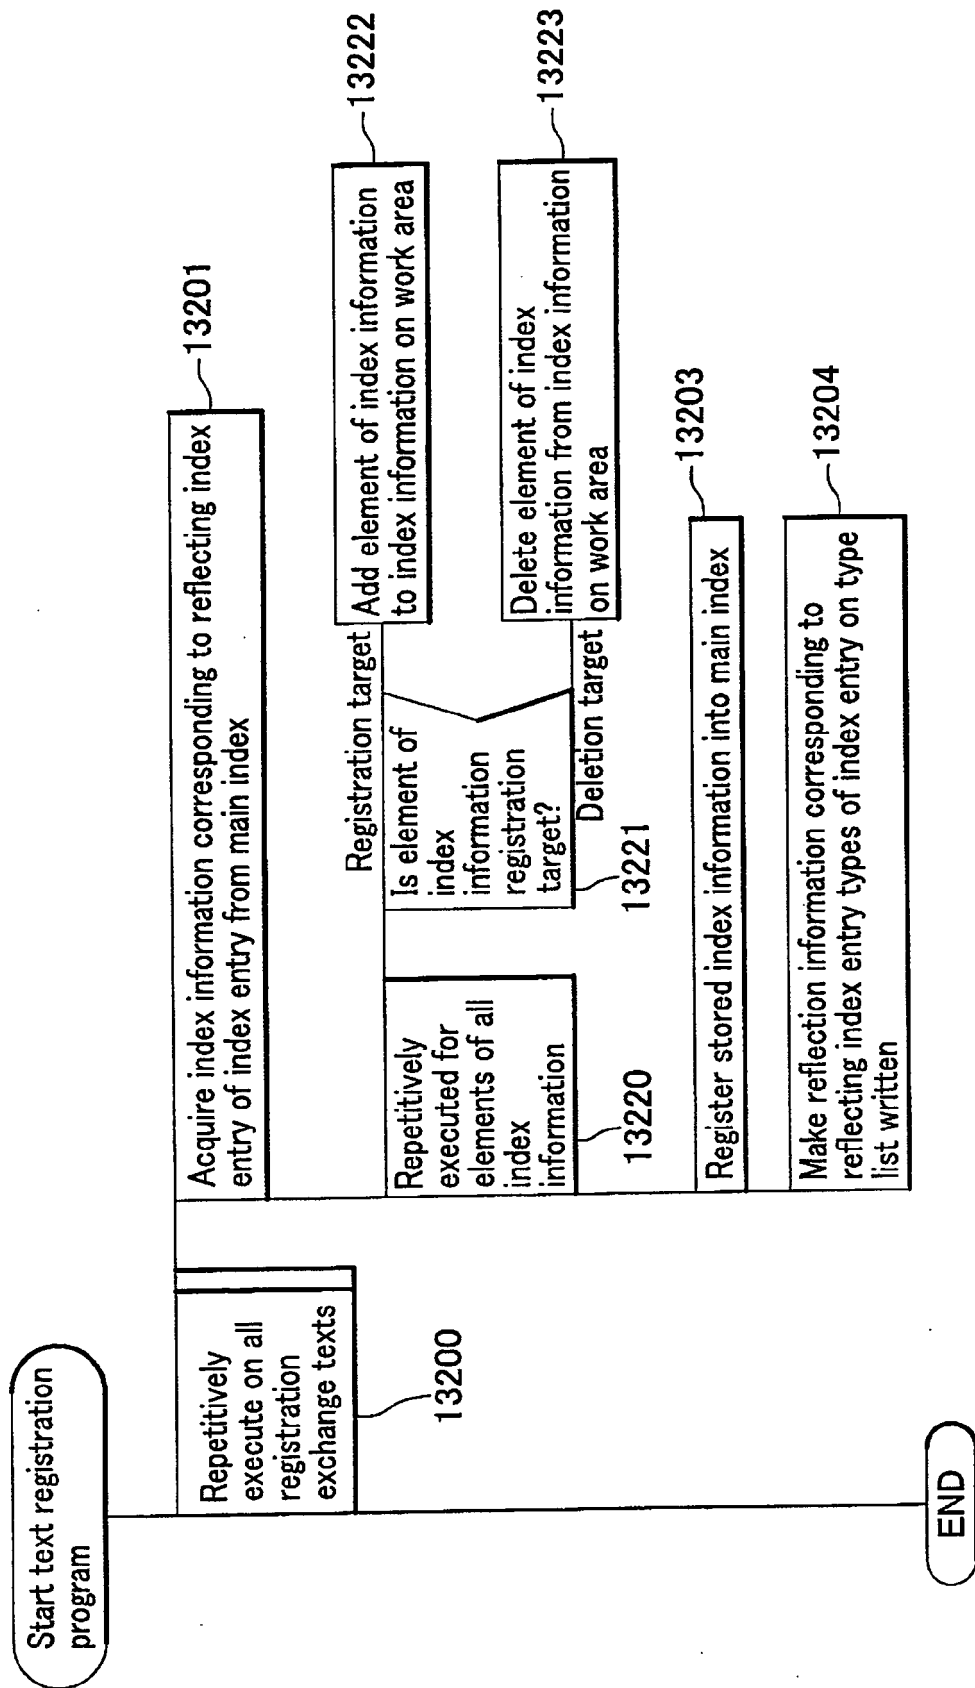 Start text registration
program
Repetitively
execute on all
registration
exchange texts
13200
Acquire index information corresponding to reflecting index
entry of index entry from main index
13201
Repetitively
executed for
elements of all
index
information
13220
Registration target
Is element of
index
information
registration
target?
13221
Deletion target
Add element of index information
to index information on work area
13222
Delete element of index
information from index information
on work area
13223
Register stored index information into main index
13203
Make reflection information corresponding to
reflecting index entry types of index entry on type
list written
13204
END